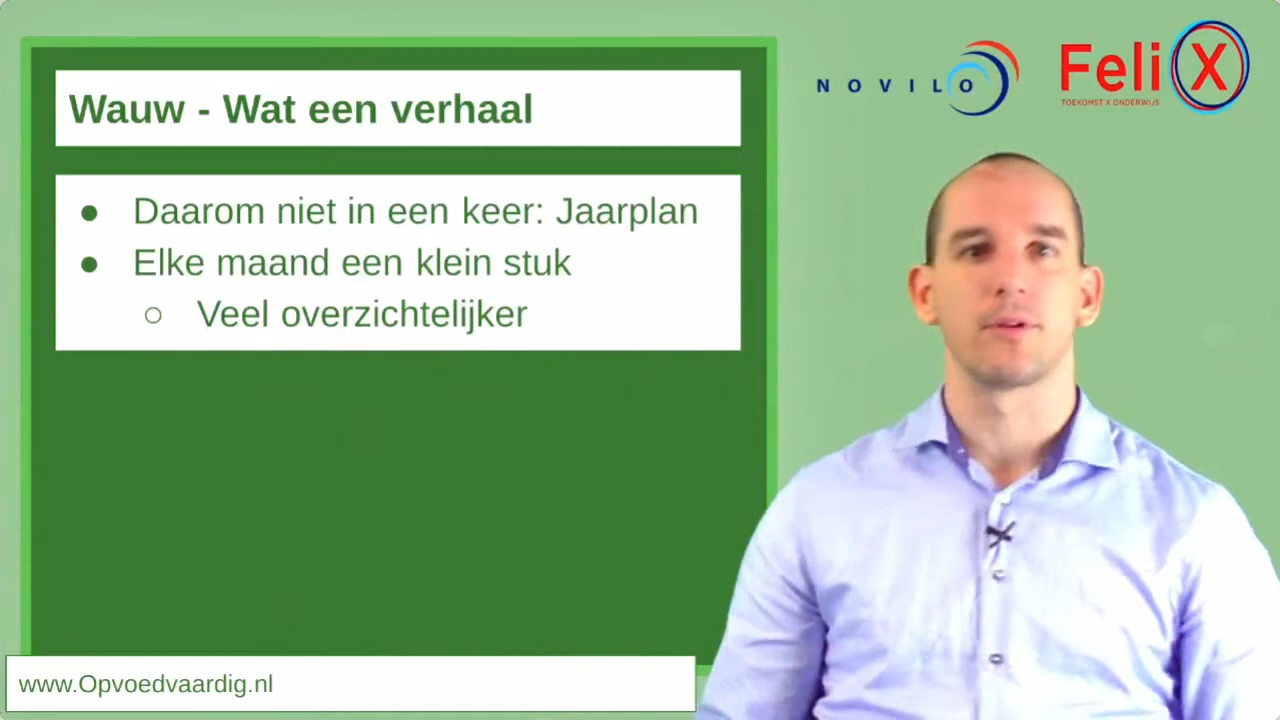 Wauw - Wat een verhaal
NOVILO
FeliX
TOEKOMST X ONDERWIJS
● Daarom niet in een keer: Jaarplan
● Elke maand een klein stuk
○ Veel overzichtelijker
www.Opvoedvaardig.nl